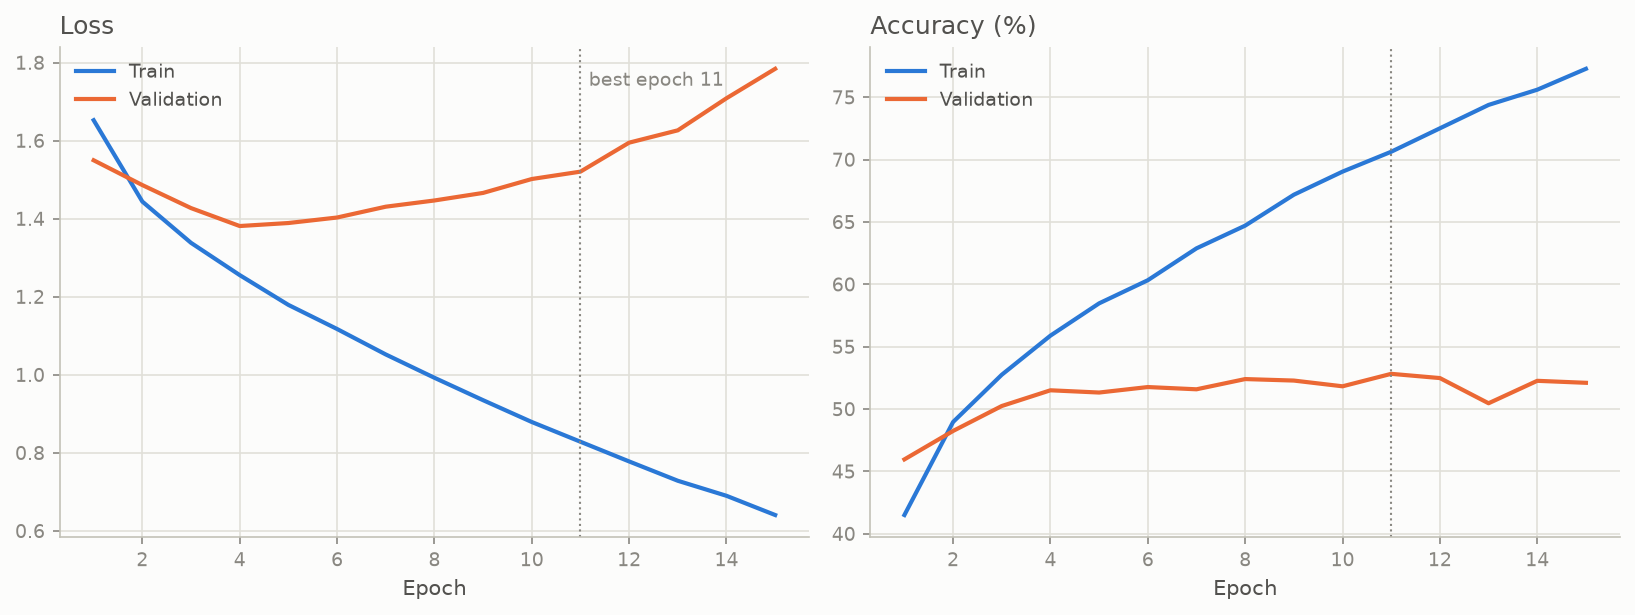 Loss
Train
Validation
best epoch 11
1.8
1.6
1.4
1.2
1.0
0.8
0.6
2 4 6 8 10 12 14
Epoch
Accuracy (%)
Train
Validation
75
70
65
60
55
50
45
40
2 4 6 8 10 12 14
Epoch